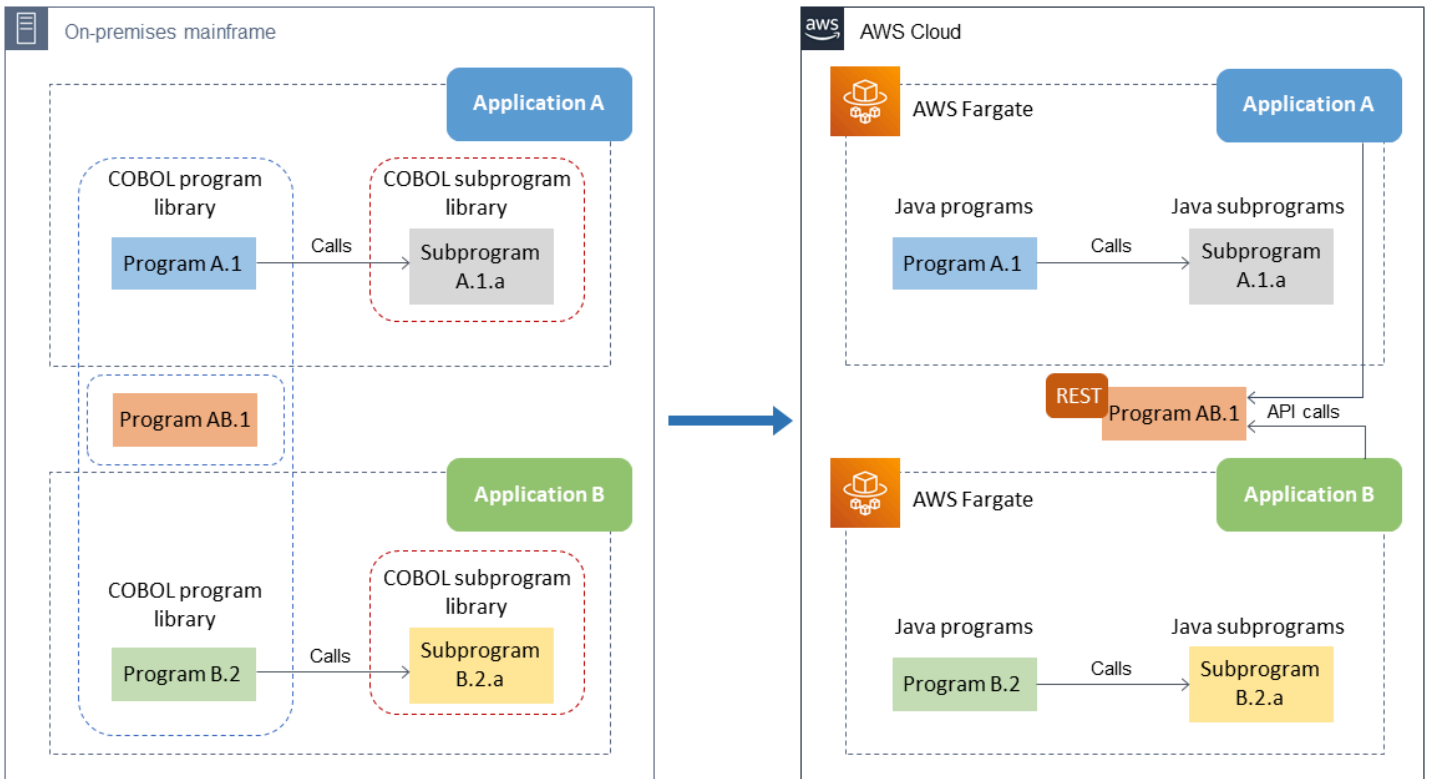 On-premises mainframe
Application A
COBOL program
library
COBOL subprogram
library
Program A.1
Calls
Subprogram
A.1.a
Program AB.1
Application B
COBOL program
library
COBOL subprogram
library
Program B.2
Calls
Subprogram
B.2.a
aws
AWS Cloud
AWS Fargate
Application A
Java programs
Java subprograms
Program A.1
Calls
Subprogram
A.1.a
REST
Program AB.1
API calls
AWS Fargate
Application B
Java programs
Java subprograms
Program B.2
Calls
Subprogram
B.2.a